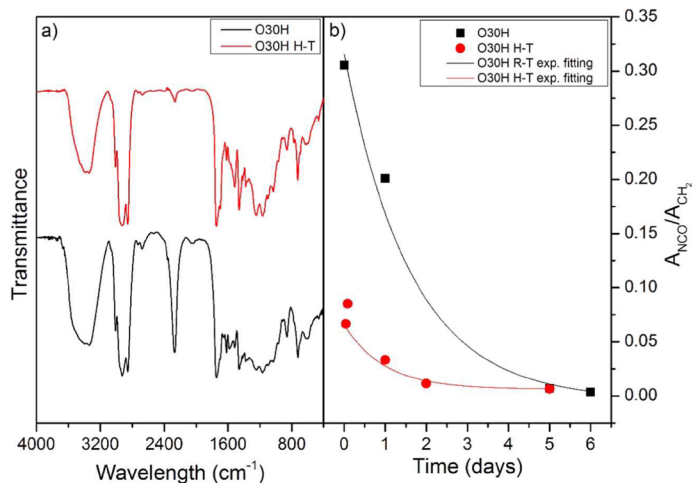 a)
O30H
O30H H-T
Transmittance
4000 3200 2400 1600 800
Wavelength (cm⁻¹)
b)
O30H
O30H H-T
O30H R-T exp. fitting
O30H H-T exp. fitting
0.35
0.30
0.25
0.20
0.15
0.10
0.05
0.00
A_NCO/A_CH₂
0 1 2 3 4 5 6
Time (days)